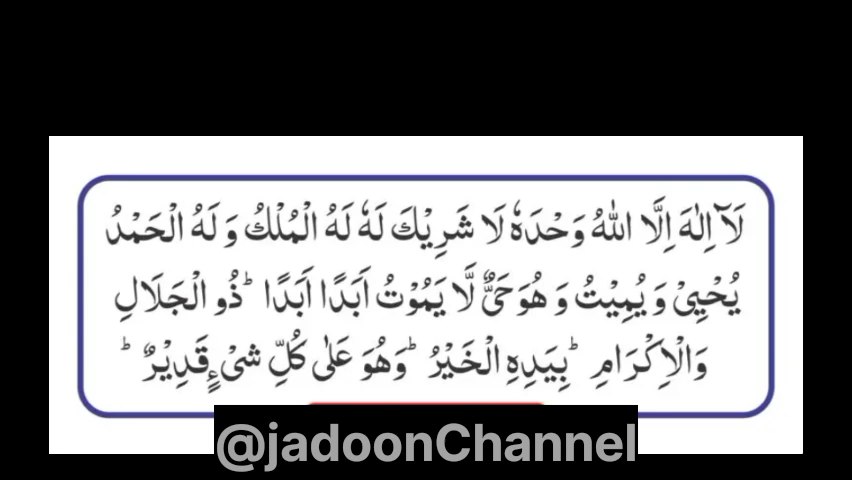 لَآ اِلٰهَ اِلَّا اللّٰهُ وَحْدَهٗ لَا شَرِيْكَ لَهٗ لَهُ الْمُلْكُ وَ لَهُ الْحَمْدُ
يُحْيِىْ وَ يُمِيْتُ وَ هُوَ حَىٌّ لَّا يَمُوْتُ اَبَدًا اَبَدًا ؕ ذُو الْجَلَالِ
وَالْاِكْرَامِ ؕ بِيَدِهِ الْخَيْرُ ؕ وَهُوَ عَلٰى كُلِّ شَىْءٍ قَدِيْرٌ ؕ
@jadoonChannel